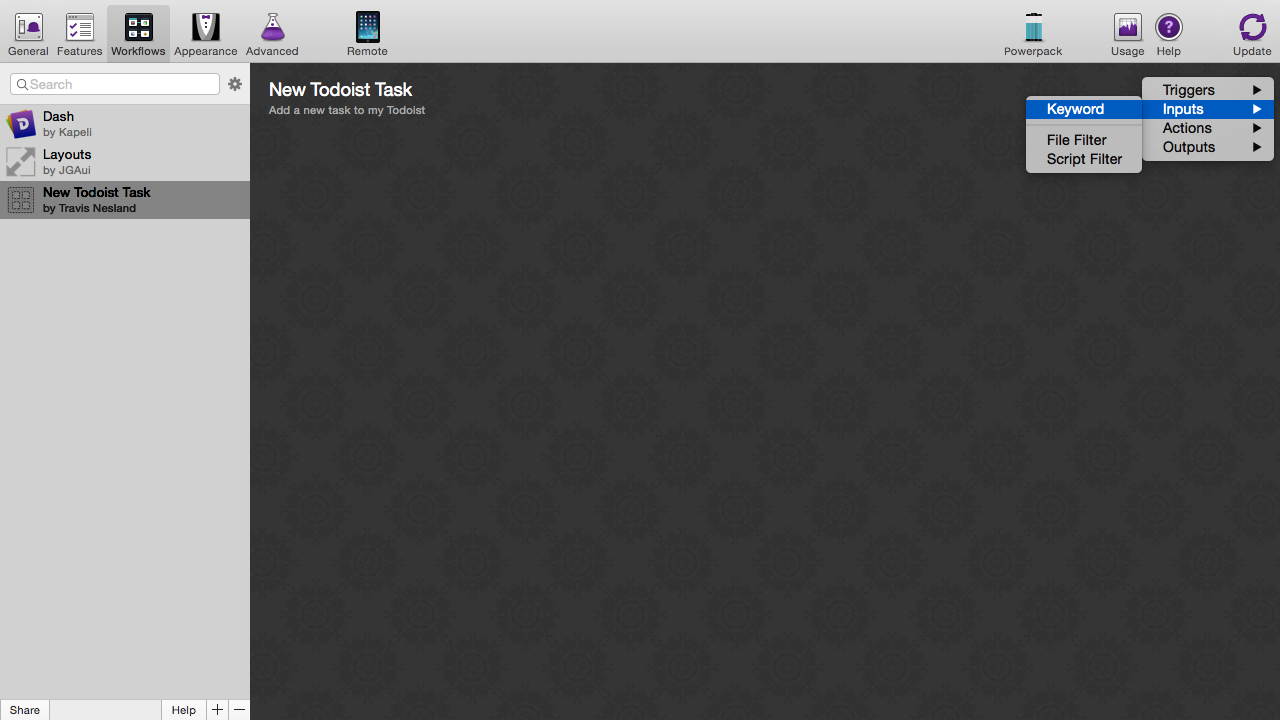 General Features Workflows Appearance Advanced Remote Powerpack Usage Help Update
Search
Dash
by Kapeli
Layouts
by JGAui
New Todoist Task
by Travis Nesland
Share Help
New Todoist Task
Add a new task to my Todoist
Keyword
File Filter
Script Filter
Triggers
Inputs
Actions
Outputs